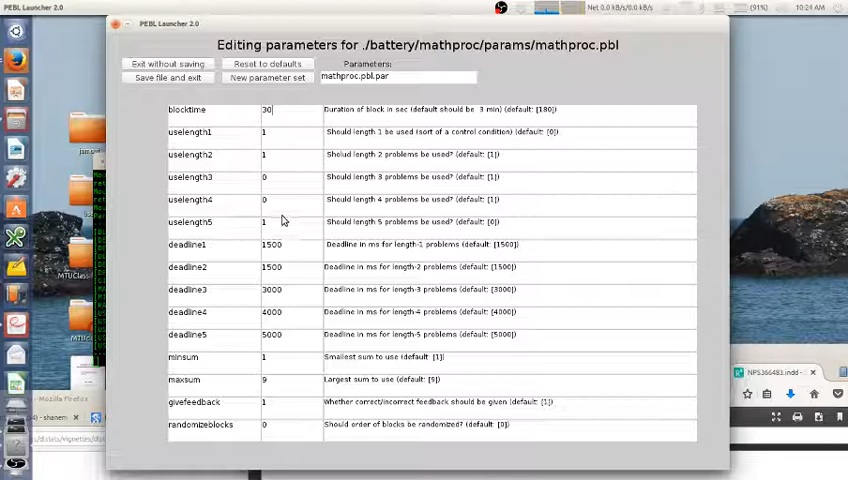 PEBL Launcher 2.0
Net 0.0 kB/s/0.0 kB/s
(91%)
10:24 AM
PEBL Launcher 2.0
Editing parameters for ./battery/mathproc/params/mathproc.pbl
Exit without saving
Reset to defaults
Parameters:
Save file and exit
New parameter set
mathproc.pbl.par
blocktime 30 Duration of block in sec (default should be 3 min) (default: [180]
uselength1 1 Should length 1 be used (sort of a control condition) (default: [0])
uselength2 1 Sholud length 2 problems be used? (default: [1])
uselength3 0 Should length 3 problems be used? (default: [1])
uselength4 0 Should length 4 problems be used? (default: [1])
uselength5 1 Should length 5 problems be used? (default: [0])
deadline1 1500 Deadline in ms for length-1 problems (default: [1500])
deadline2 1500 Deadline in ms for length-2 problems (default: [1500])
deadline3 3000 Deadline in ms for length-3 problems (default: [3000])
deadline4 4000 Deadline in ms for length-4 problems (default: [4000])
deadline5 5000 Deadline in ms for length-5 problems (default: [5000])
minsum 1 Smallest sum to use (default: [1])
maxsum 9 Largest sum to use (default: [9])
givefeedback 1 Whether correct/incorrect feedback should be given (default: [1])
randomizeblocks 0 Should order of blocks be randomized? (default: [0])
jam
MTUClas
MTUClas
Mozilla Firefox
NPS366483.indd -
(4) - shanem